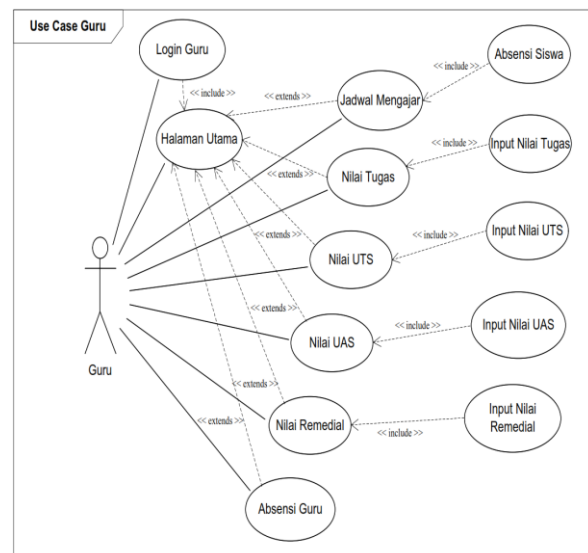 Use Case Guru
Login Guru
Absensi Siswa
<< include >>
<< include >>
<< extends >>
Jadwal Mengajar
Halaman Utama
<< include >>
Input Nilai Tugas
<< extends >>
Nilai Tugas
Input Nilai UTS
<< extends >>
<< include >>
Nilai UTS
<< extends >>
Input Nilai UAS
<< include >>
Nilai UAS
Guru
<< extends >>
<< extends >>
Nilai Remedial
Input Nilai
Remedial
<< include >>
Absensi Guru